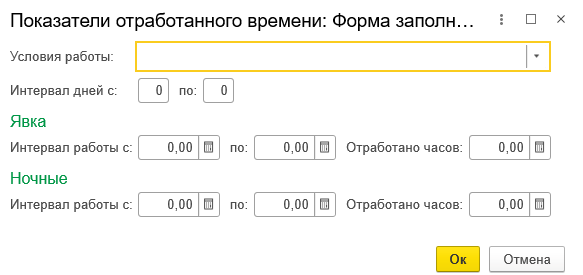 Показатели отработанного времени: Форма заполн...
Условия работы:
Интервал дней с: 0 по: 0
Явка
Интервал работы с: 0,00 по: 0,00 Отработано часов: 0,00
Ночные
Интервал работы с: 0,00 по: 0,00 Отработано часов: 0,00
Ок Отмена